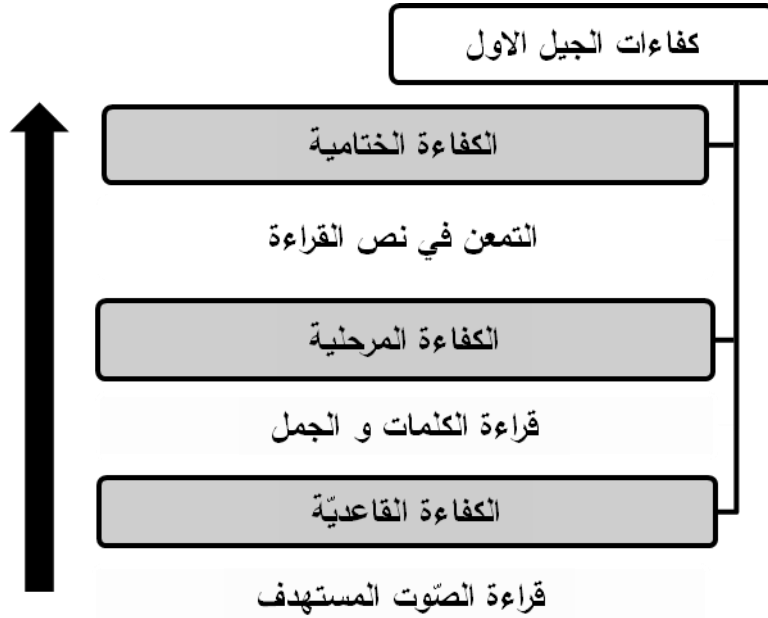 كفاءات الجيل الاول
الكفاءة الختامية
التمعن في نص القراءة
الكفاءة المرحلية
قراءة الكلمات و الجمل
الكفاءة القاعديّة
قراءة الصّوت المستهدف